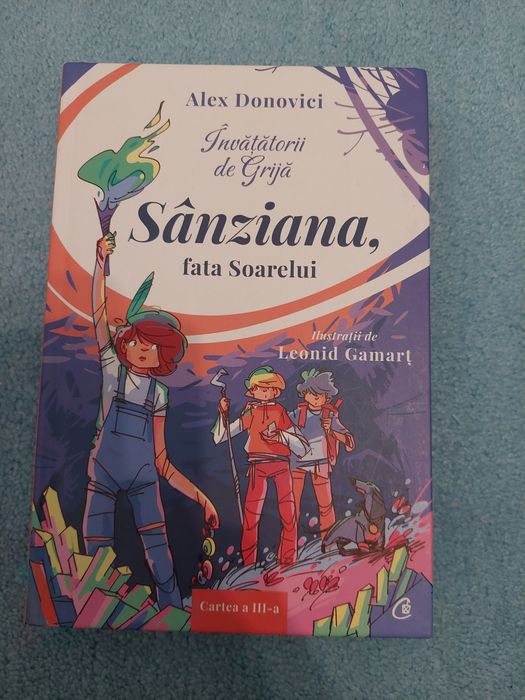 Alex Donovici
Învățătorii
de Grijă
Sânziana,
fata Soarelui
Ilustrații de
Leonid Gamarț
Cartea a III-a